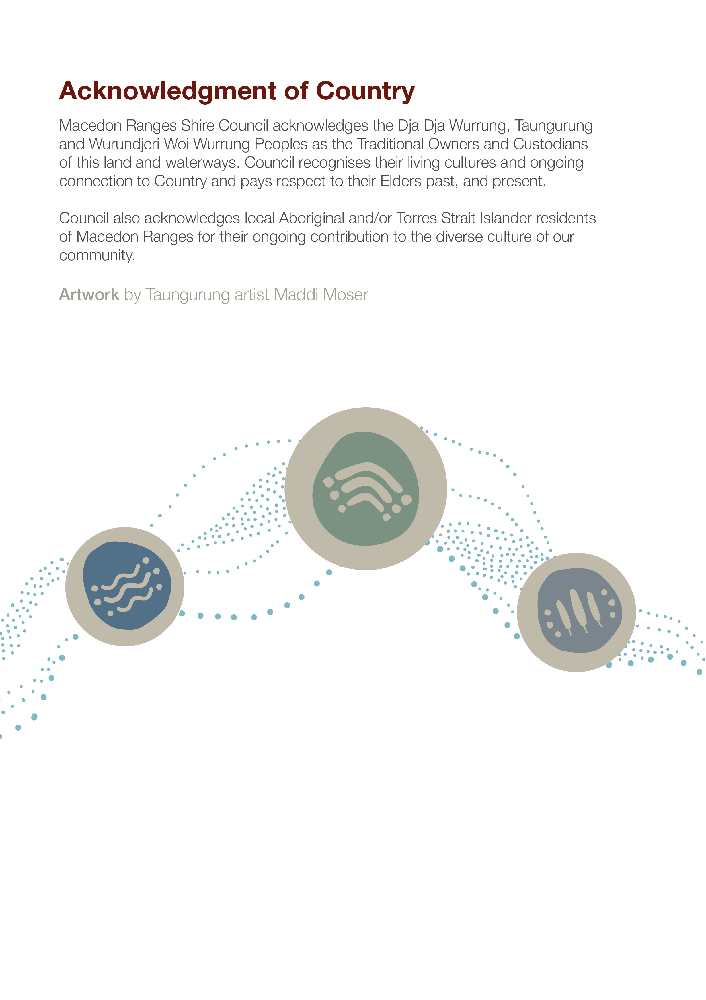 Acknowledgment of Country
Macedon Ranges Shire Council acknowledges the Dja Dja Wurrung, Taungurung
and Wurundjeri Woi Wurrung Peoples as the Traditional Owners and Custodians
of this land and waterways. Council recognises their living cultures and ongoing
connection to Country and pays respect to their Elders past, and present.
Council also acknowledges local Aboriginal and/or Torres Strait Islander residents
of Macedon Ranges for their ongoing contribution to the diverse culture of our
community.
Artwork by Taungurung artist Maddi Moser